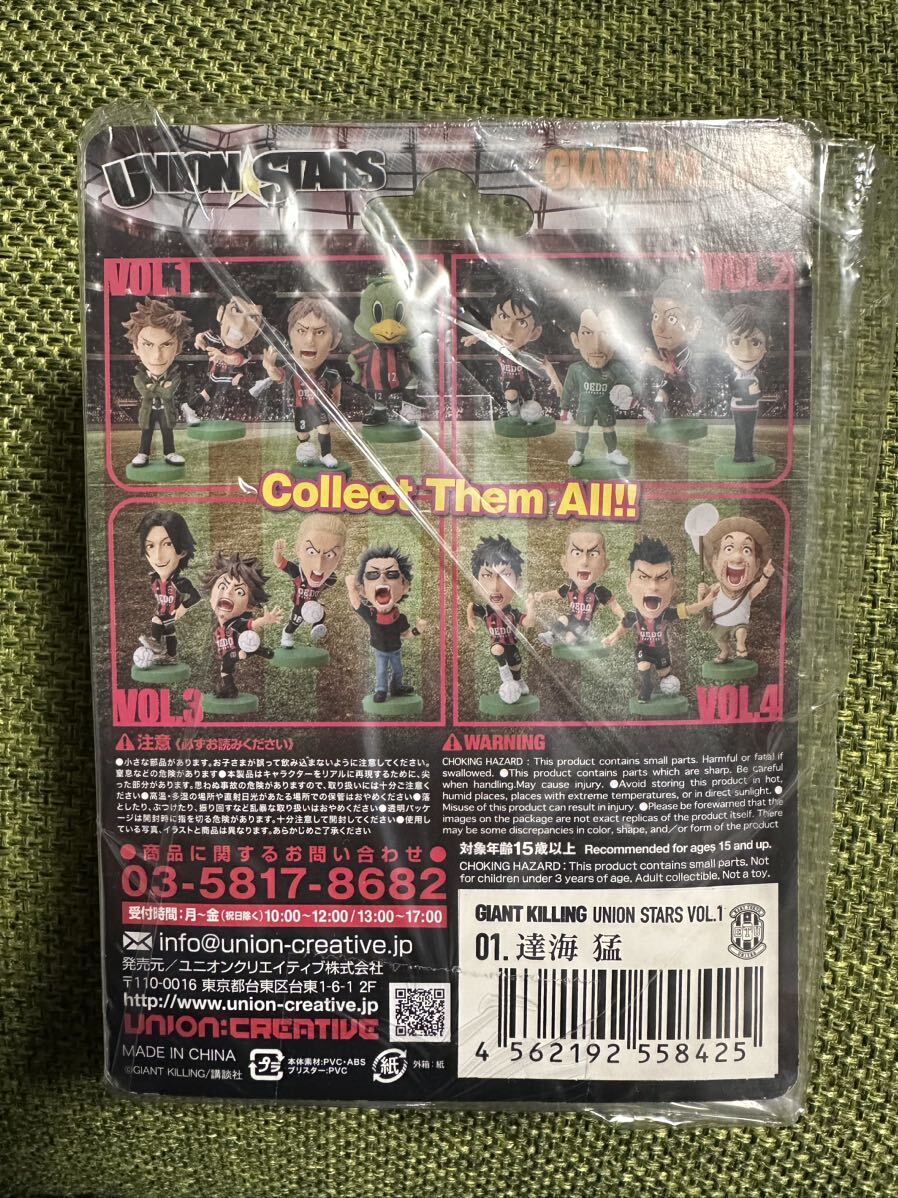 UNION STARS
VOL.1
VOL.2
OEDO
OEDO
OEDO
Collect Them All!!
OEDO
OEDO
OEDO
OEDO
OEDO
VOL.3
VOL.4
注意《必ずお読みください》
●小さな部品があります。お子さまが誤って飲み込まないように注意してください。
窒息などの危険があります●本製品はキャラクターをリアルに再現するために、尖
った部分があります。思わぬ事故の危険がありますので、取り扱いには十分ご注意
ください●高温・多湿の場所や直射日光があたる場所での保管はおやめください●落
としたり、ぶつけたり、振り回すなど乱暴な取り扱いはおやめください●透明パッケー
ジは開封時に指を切る危険があります。十分注意して開封してください●使用し
ている写真、イラストと商品は異なります。あらかじめご了承ください
WARNING
CHOKING HAZARD : This product contains small parts. Harmful or fatal if
swallowed. ●This product contains parts which are sharp. Be careful
when handling.May cause injury. ●Avoid storing this product in hot,
humid places, places with extreme temperatures, or in direct sunlight. ●
Misuse of this product can result in injury. ●Please be forewarned that the
images on the package are not exact replicas of the product itself. There
may be some discrepancies in color, shape, and/or form of the product
●商品に関するお問い合わせ●
03-5817-8682
受付時間：月〜金(祝日除く)10:00〜12:00/13:00〜17:00
info@union-creative.jp
発売元／ユニオンクリエイティブ株式会社
〒110-0016 東京都台東区台東1-6-1 2F
http://www.union-creative.jp
UNION:CREATIVE
MADE IN CHINA
©GIANT KILLING/講談社
プラ
本体素材:PVC・ABS
ブリスター:PVC
紙
外箱：紙
対象年齢15歳以上 Recommended for ages 15 and up.
CHOKING HAZARD : This product contains small parts. Not
for children under 3 years of age. Adult collectible. Not a toy.
GIANT KILLING UNION STARS VOL.1
01. 達海 猛
ETU
4 562192 558425